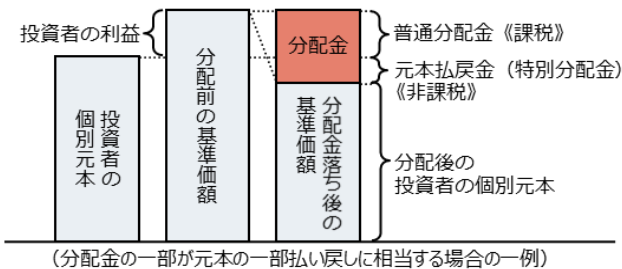 投資者の利益
投資者の
個別元本
分配前の基準価額
分配金
分配金落ち後の
基準価額
普通分配金《課税》
元本払戻金（特別分配金）
《非課税》
分配後の
投資者の個別元本
（分配金の一部が元本の一部払い戻しに相当する場合の一例）